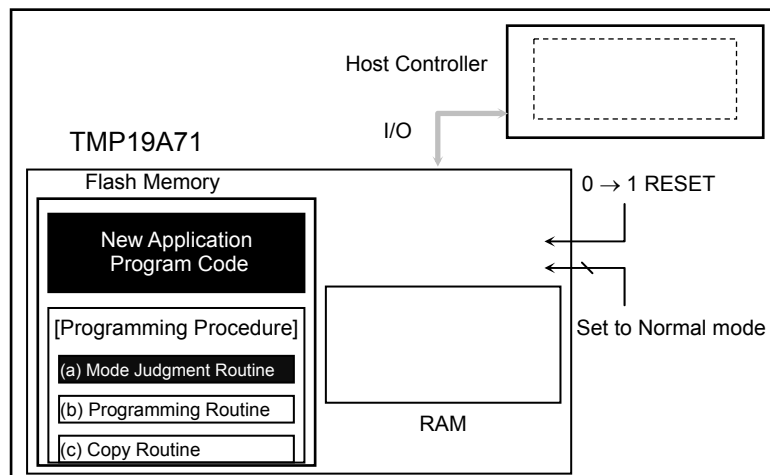 Host Controller
I/O
TMP19A71
Flash Memory
0 → 1 RESET
New Application
Program Code
[Programming Procedure]
Set to Normal mode
(a) Mode Judgment Routine
(b) Programming Routine
RAM
(c) Copy Routine